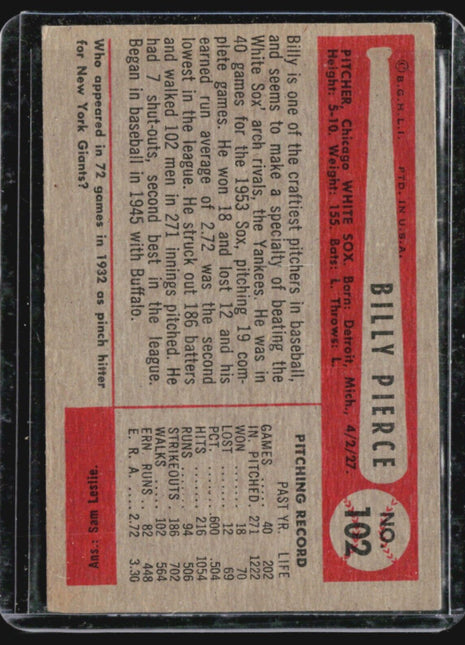 © B.G.H.L.I. PTD. IN U.S.A.
BILLY PIERCE
NO.
102
PITCHER, Chicago WHITE SOX. Born: Detroit, Mich., 4/2/27.
Height: 5-10. Weight: 155. Bats: L. Throws: L.
Billy is one of the craftiest pitchers in baseball,
and seems to make a specialty of beating the
White Sox' arch rivals, the Yankees. He was in
40 games for the 1953 Sox, pitching 19 com-
plete games. He won 18 and lost 12 and his
earned run average of 2.72 was the second
lowest in the league. He struck out 186 batters
and walked 102 men in 271 innings pitched. He
had 7 shut-outs, second best in the league.
Began in baseball in 1945 with Buffalo.
PITCHING RECORD
PAST YR. LIFE
GAMES .... 40 202
IN PITCHED. 271 1222
WON ..... 18 70
LOST ..... 12 69
PCT. ..... .600 .504
HITS ..... 216 1054
RUNS ..... 94 506
STRIKEOUTS 186 702
WALKS .... 102 564
ERN RUNS . 82 448
E. R. A. .... 2.72 3.30
Who appeared in 72 games in 1932 as pinch hitter
for New York Giants?
Ans: Sam Leslie.